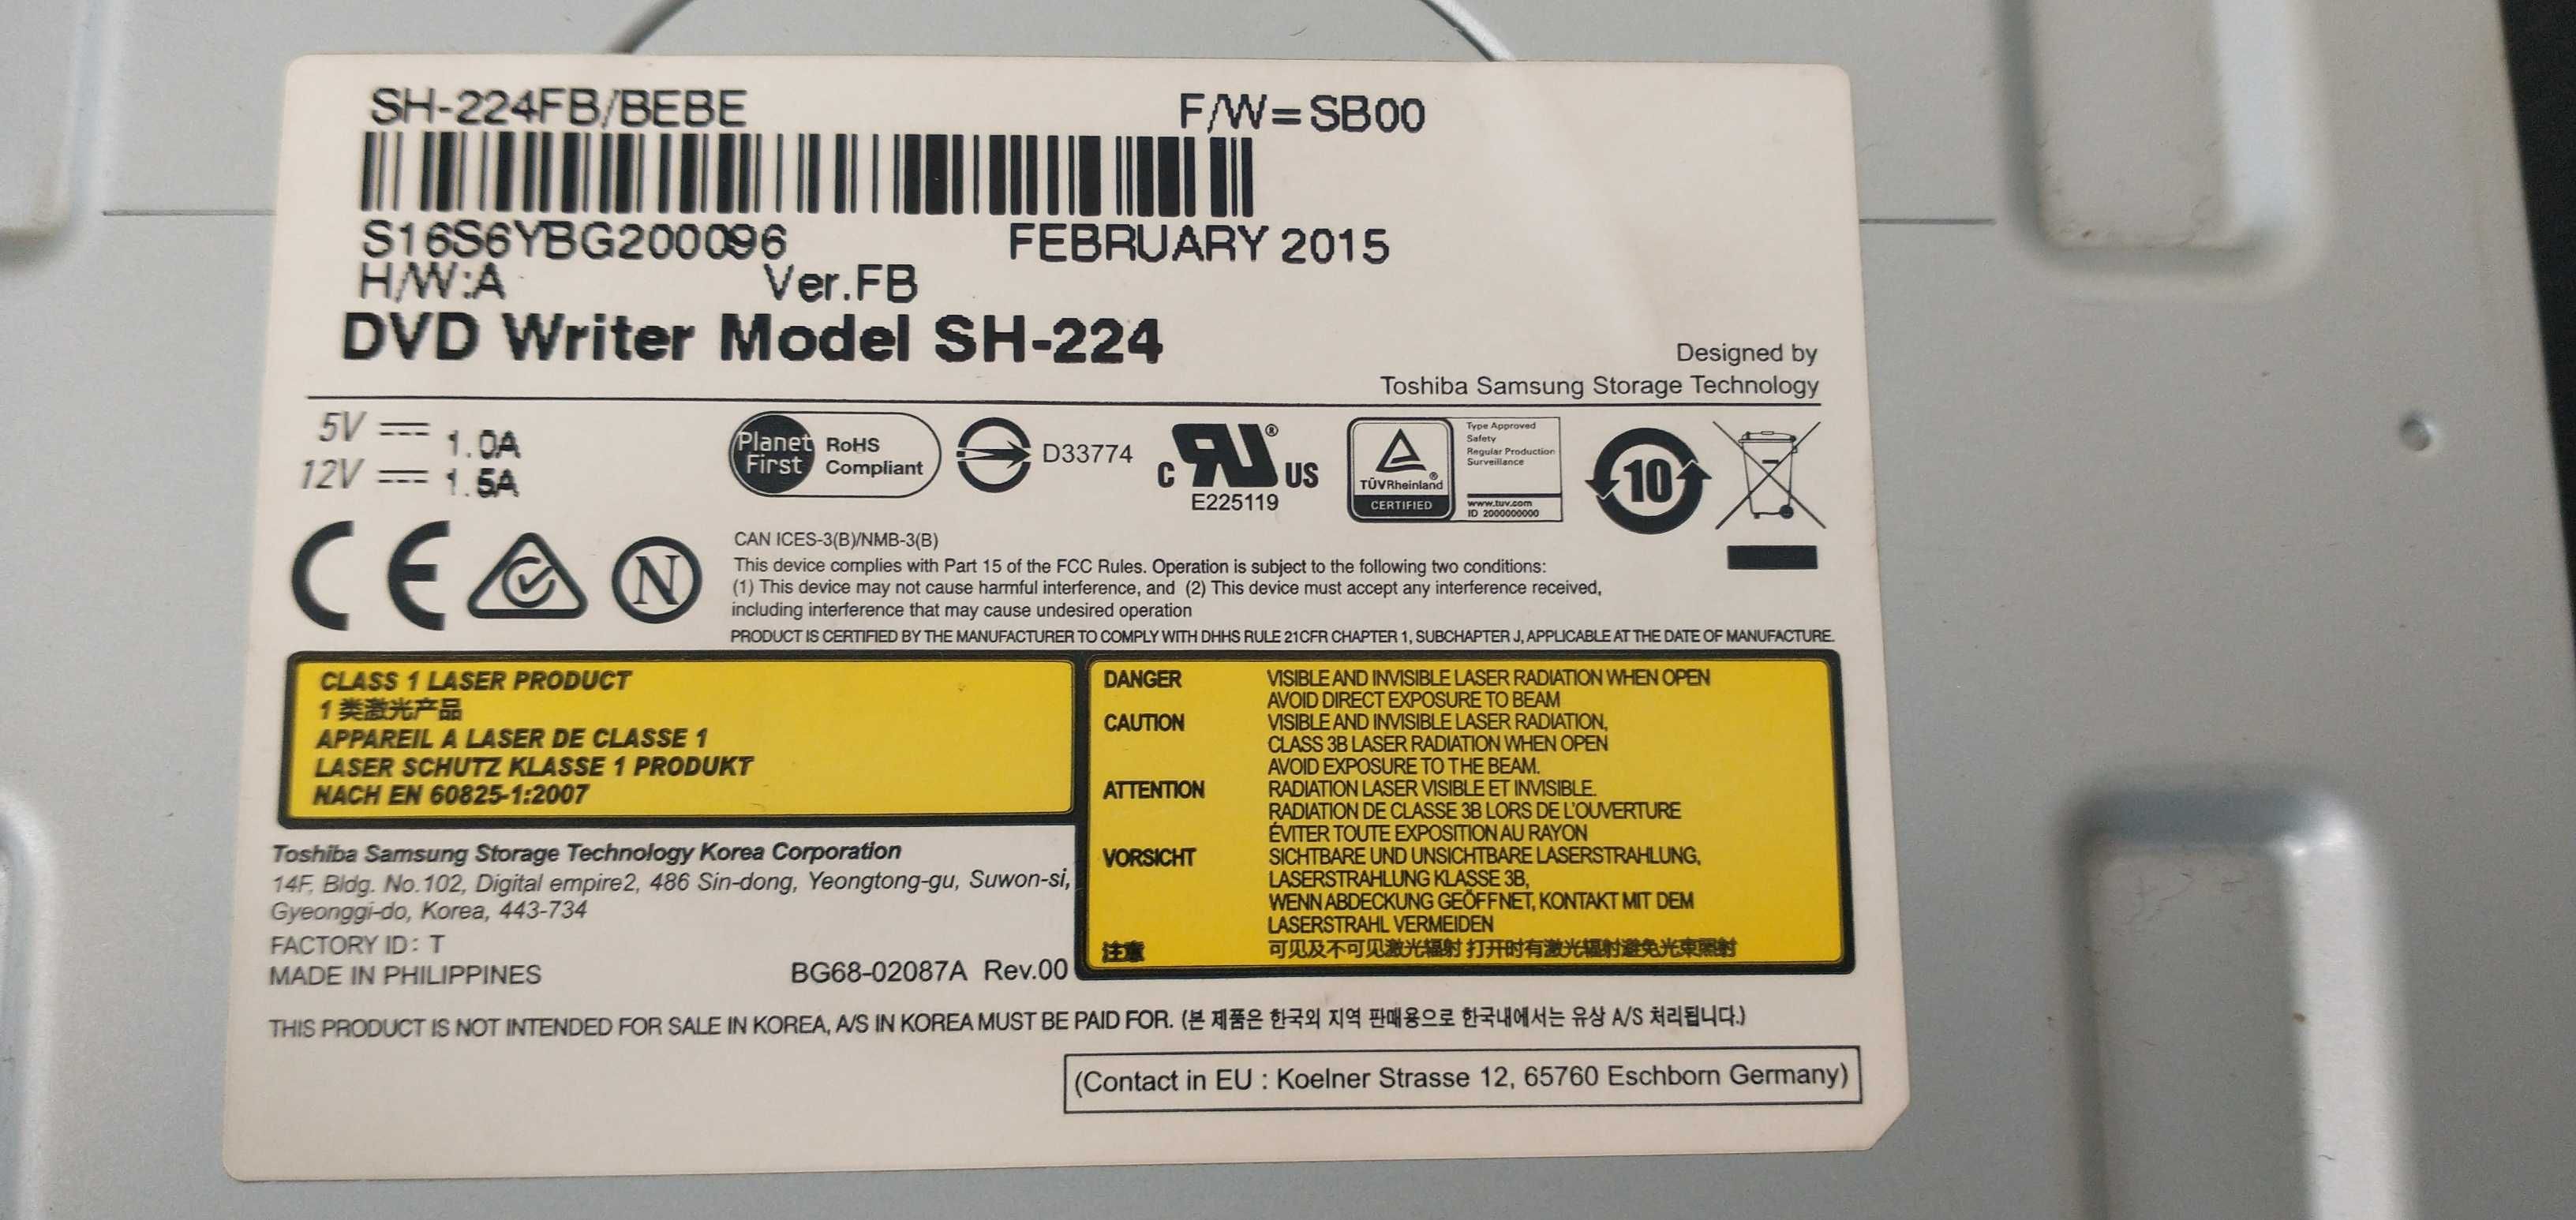 SH-224FB/BEBE F/W=SB00
S16S6YBG200096 FEBRUARY 2015
H/W:A Ver.FB
DVD Writer Model SH-224
Designed by
Toshiba Samsung Storage Technology
5V 1.0A
12V 1.5A
Planet First RoHS Compliant
D33774
C RU ® US
E225119
TÜVRheinland ®
CERTIFIED
Type Approved
Safety
Regular Production
Surveillance
www.tuv.com
ID 2000000000
10
CE
N
CAN ICES-3(B)/NMB-3(B)
This device complies with Part 15 of the FCC Rules. Operation is subject to the following two conditions:
(1) This device may not cause harmful interference, and (2) This device must accept any interference received,
including interference that may cause undesired operation
PRODUCT IS CERTIFIED BY THE MANUFACTURER TO COMPLY WITH DHHS RULE 21CFR CHAPTER 1, SUBCHAPTER J, APPLICABLE AT THE DATE OF MANUFACTURE.
CLASS 1 LASER PRODUCT
1 类激光产品
APPAREIL A LASER DE CLASSE 1
LASER SCHUTZ KLASSE 1 PRODUKT
NACH EN 60825-1:2007
DANGER VISIBLE AND INVISIBLE LASER RADIATION WHEN OPEN
AVOID DIRECT EXPOSURE TO BEAM
CAUTION VISIBLE AND INVISIBLE LASER RADIATION,
CLASS 3B LASER RADIATION WHEN OPEN
AVOID EXPOSURE TO THE BEAM.
ATTENTION RADIATION LASER VISIBLE ET INVISIBLE.
RADIATION DE CLASSE 3B LORS DE L'OUVERTURE
ÉVITER TOUTE EXPOSITION AU RAYON
VORSICHT SICHTBARE UND UNSICHTBARE LASERSTRAHLUNG,
LASERSTRAHLUNG KLASSE 3B,
WENN ABDECKUNG GEÖFFNET, KONTAKT MIT DEM
LASERSTRAHL VERMEIDEN
注意 可见及不可见激光辐射 打开时有激光辐射避免光束照射
Toshiba Samsung Storage Technology Korea Corporation
14F, Bldg. No.102, Digital empire2, 486 Sin-dong, Yeongtong-gu, Suwon-si,
Gyeonggi-do, Korea, 443-734
FACTORY ID : T
MADE IN PHILIPPINES BG68-02087A Rev.00
THIS PRODUCT IS NOT INTENDED FOR SALE IN KOREA, A/S IN KOREA MUST BE PAID FOR. (본 제품은 한국외 지역 판매용으로 한국내에서는 유상 A/S 처리됩니다.)
(Contact in EU : Koelner Strasse 12, 65760 Eschborn Germany)